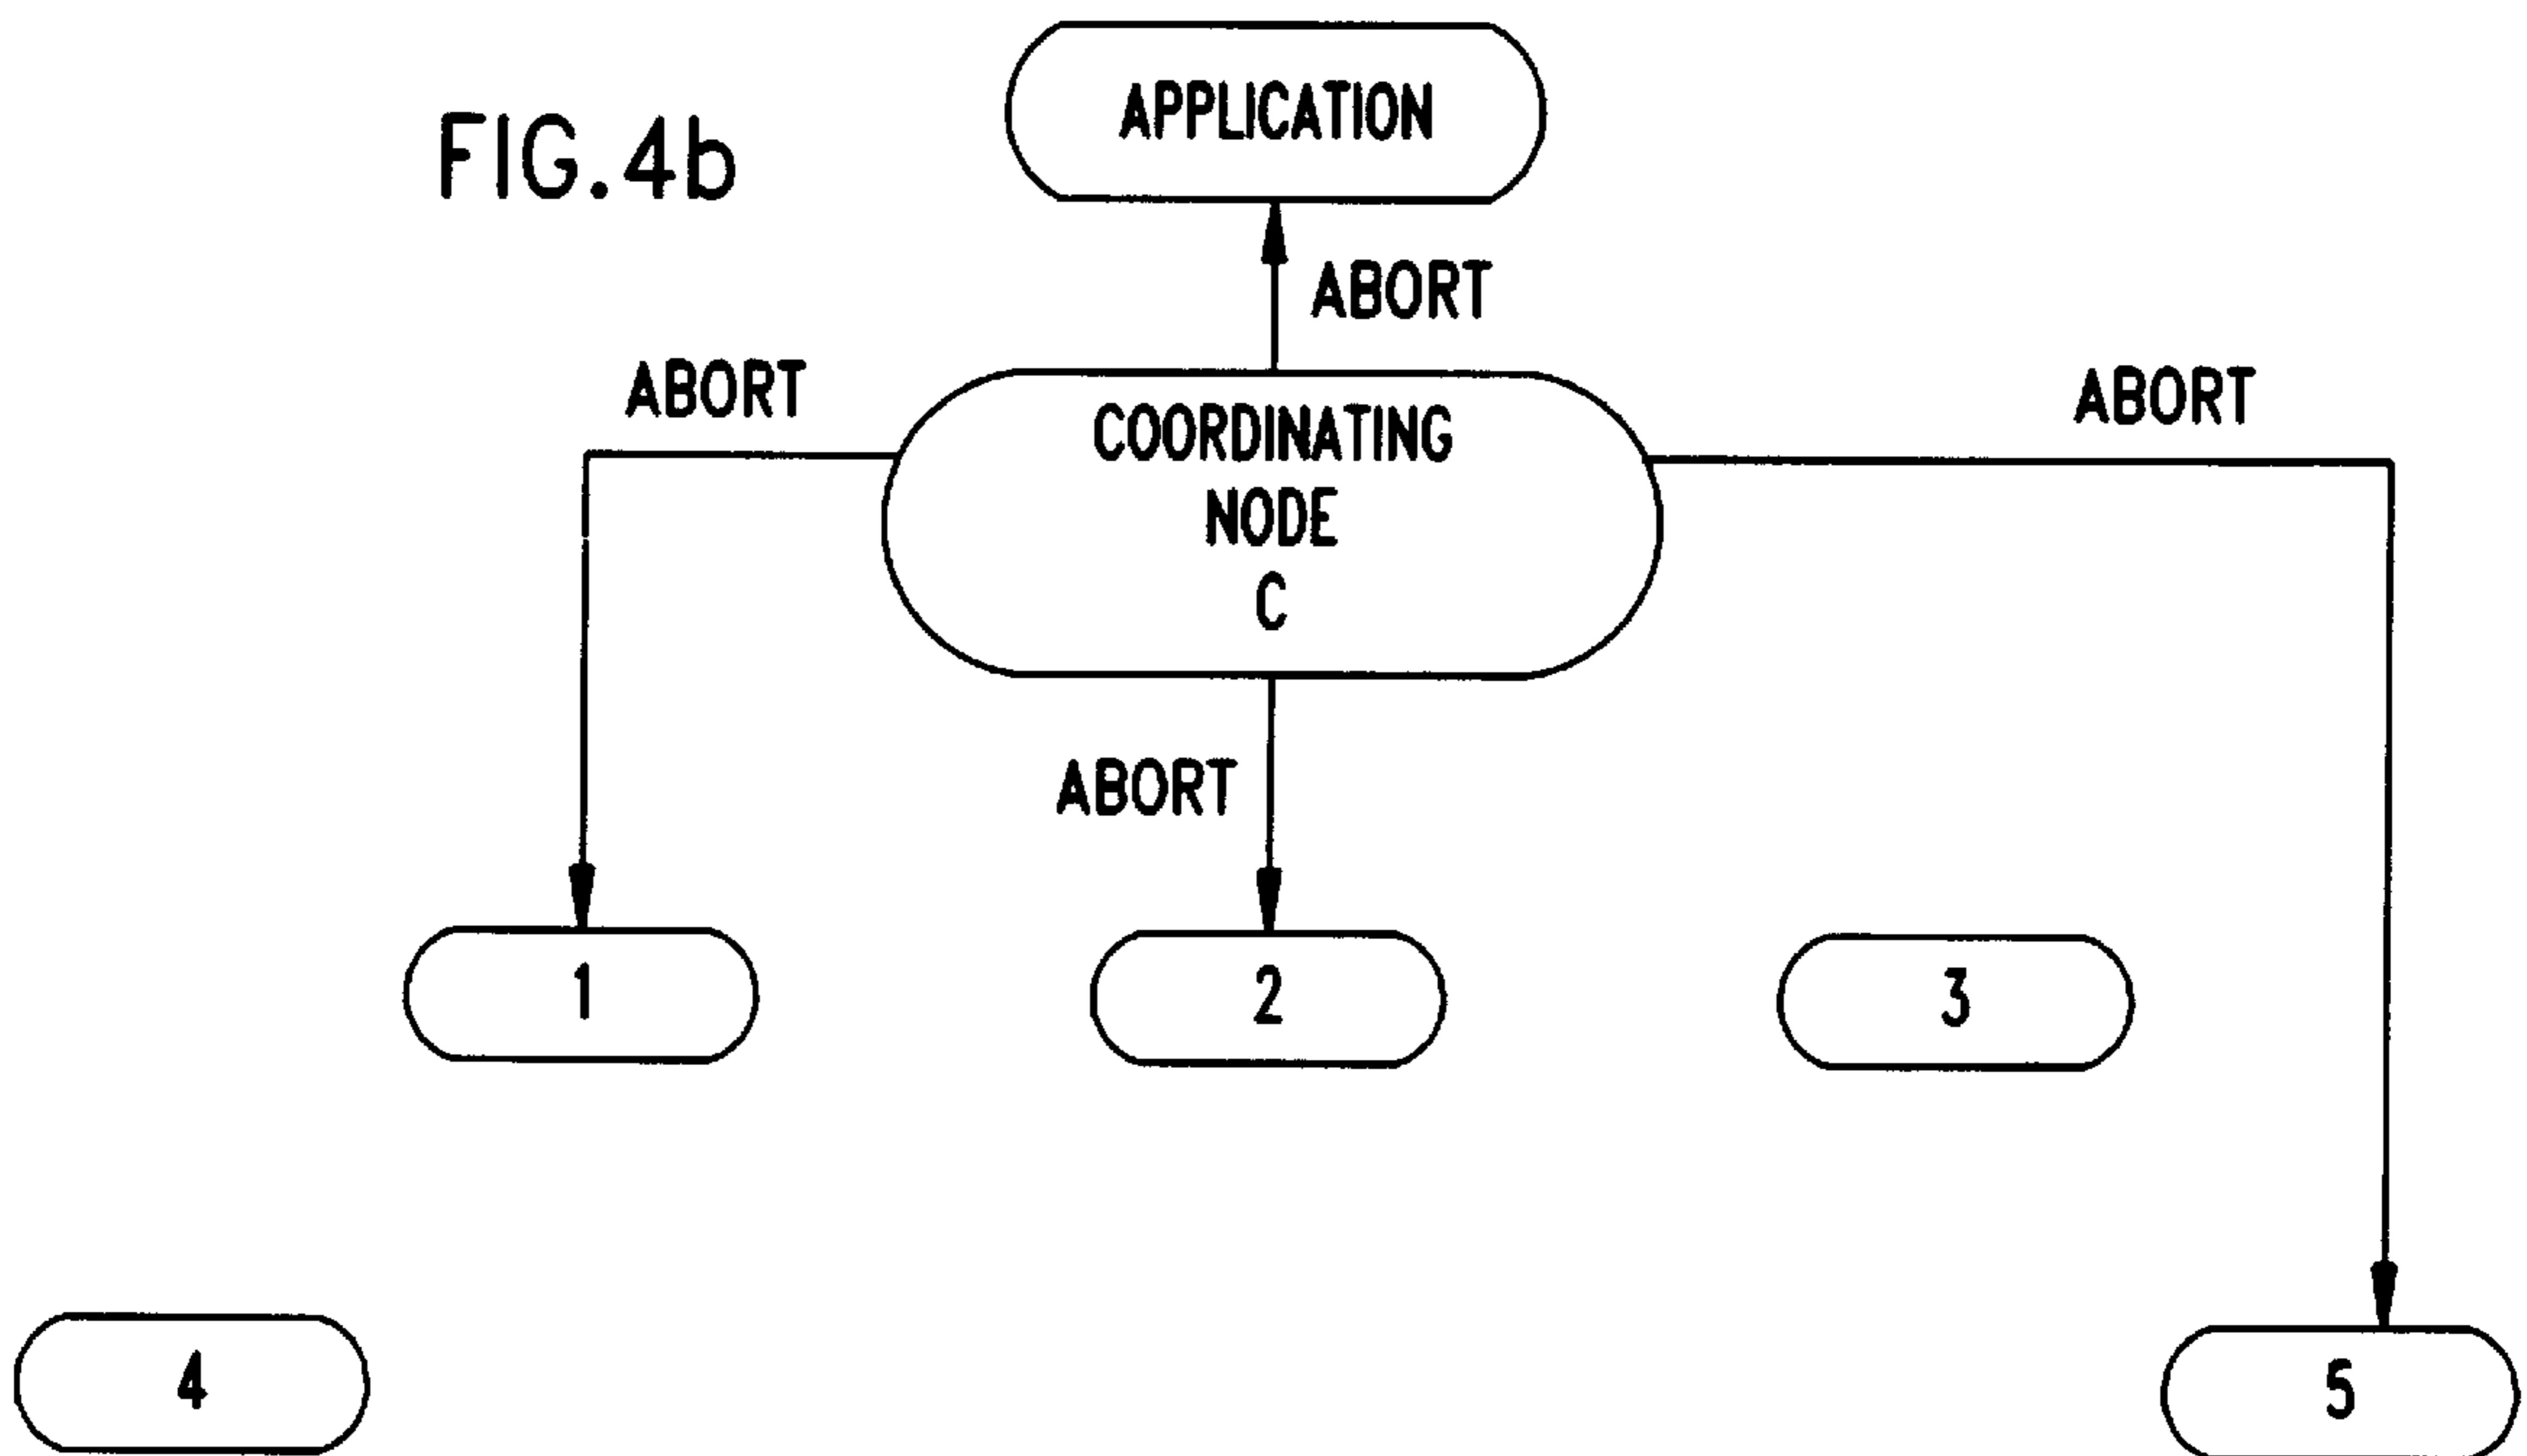 FIG.4b
APPLICATION
ABORT
ABORT
ABORT
COORDINATING
NODE
C
ABORT
1
2
3
4
5